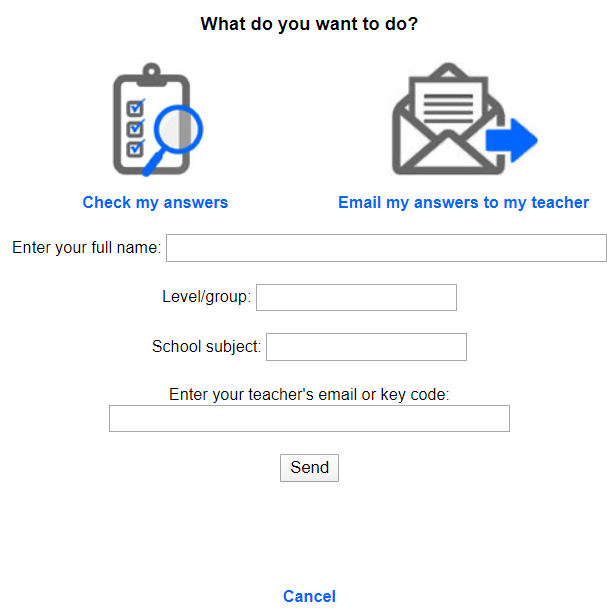 What do you want to do?
Check my answers
Email my answers to my teacher
Enter your full name:
Level/group:
School subject:
Enter your teacher's email or key code:
Send
Cancel